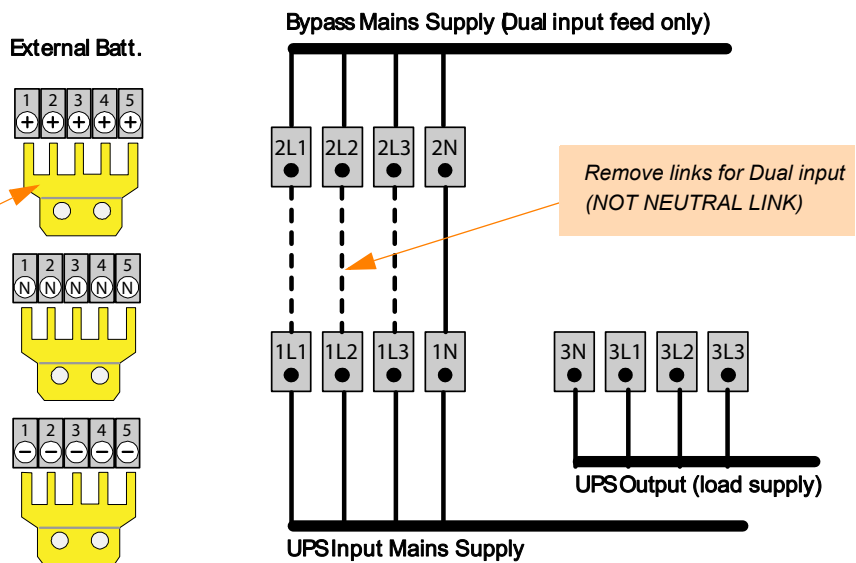 Bypass Mains Supply (Dual input feed only)
External Batt.
1 2 3 4 5
+ + + + +
2L1 2L2 2L3 2N
Remove links for Dual input
(NOT NEUTRAL LINK)
1 2 3 4 5
N N N N N
1L1 1L2 1L3 1N
3N 3L1 3L2 3L3
1 2 3 4 5
− − − − −
UPS Output (load supply)
UPS Input Mains Supply